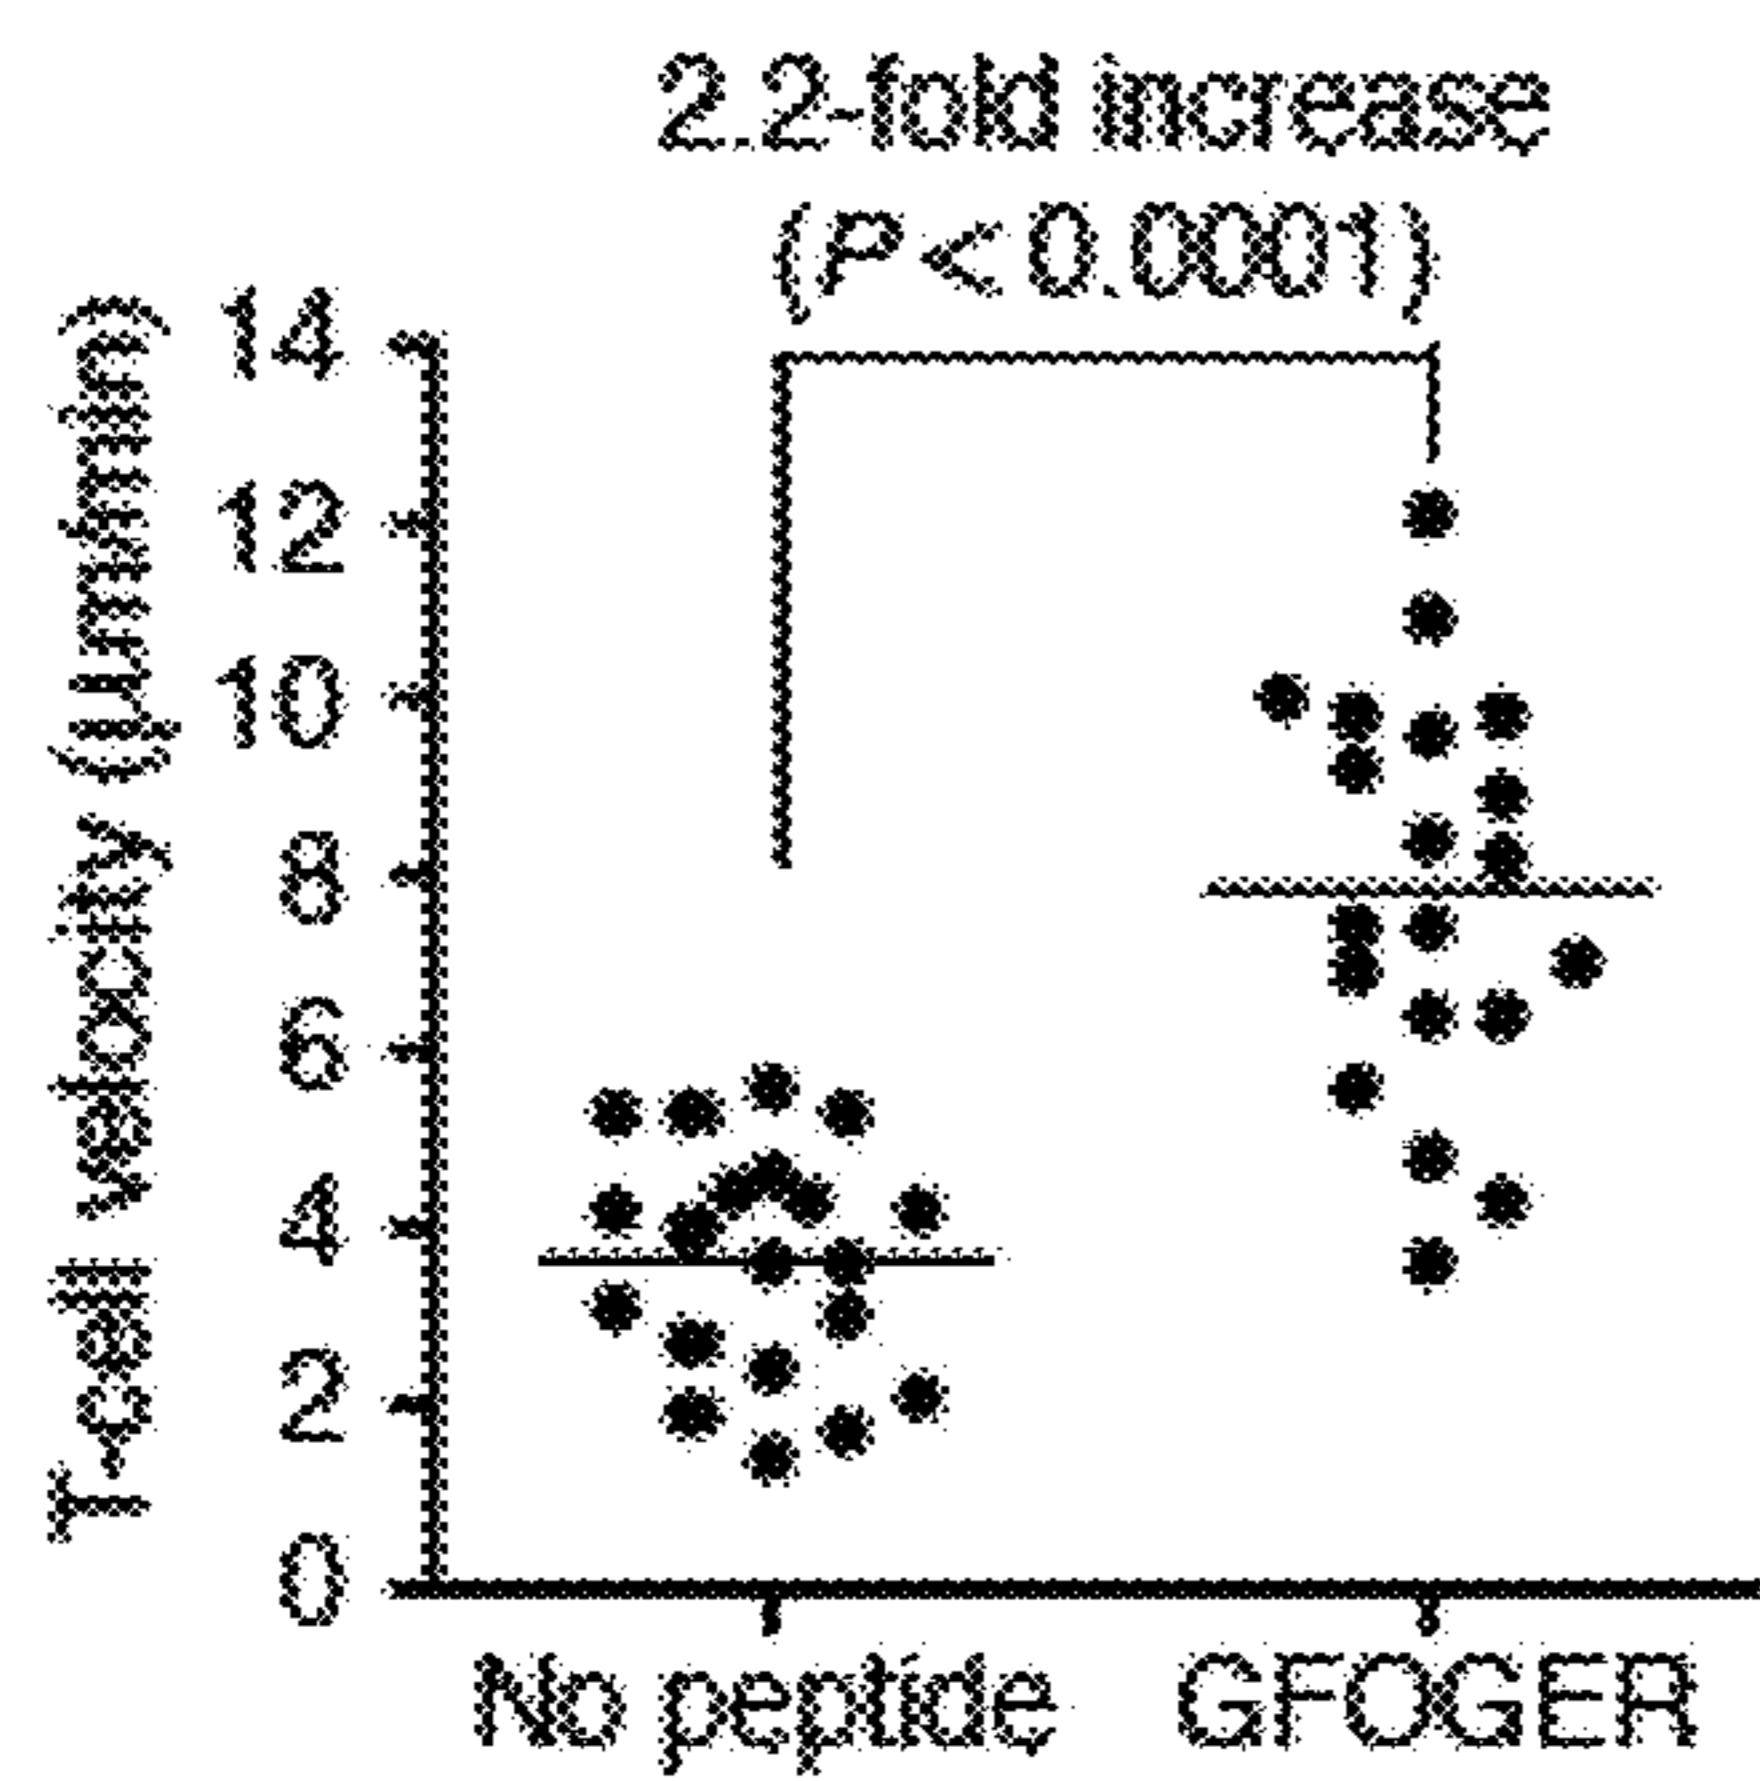 2.2-fold increase
(P < 0.0001)
T-cell velocity (μm/min)
14
12
10
8
6
4
2
0
No peptide
GFOGER